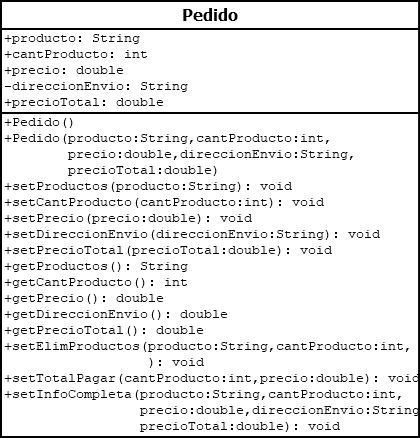 Pedido
+producto: String
+cantProducto: int
+precio: double
-direccionEnvio: String
+precioTotal: double
+Pedido()
+Pedido(producto:String,cantProducto:int,
precio:double,direccionEnvio:String,
precioTotal:double)
+setProductos(producto:String): void
+setCantProducto(cantProducto:int): void
+setPrecio(precio:double): void
+setDireccionEnvio(direccionEnvio:String): void
+setPrecioTotal(precioTotal:double): void
+getProductos(): String
+getCantProducto(): int
+getPrecio(): double
+getDireccionEnvio(): double
+getPrecioTotal(): double
+setElimProductos(producto:String,cantProducto:int,
): void
+setTotalPagar(cantProducto:int,precio:double): void
+setInfoCompleta(producto:String,cantProducto:int,
precio:double,direccionEnvio:String
precioTotal:double): void